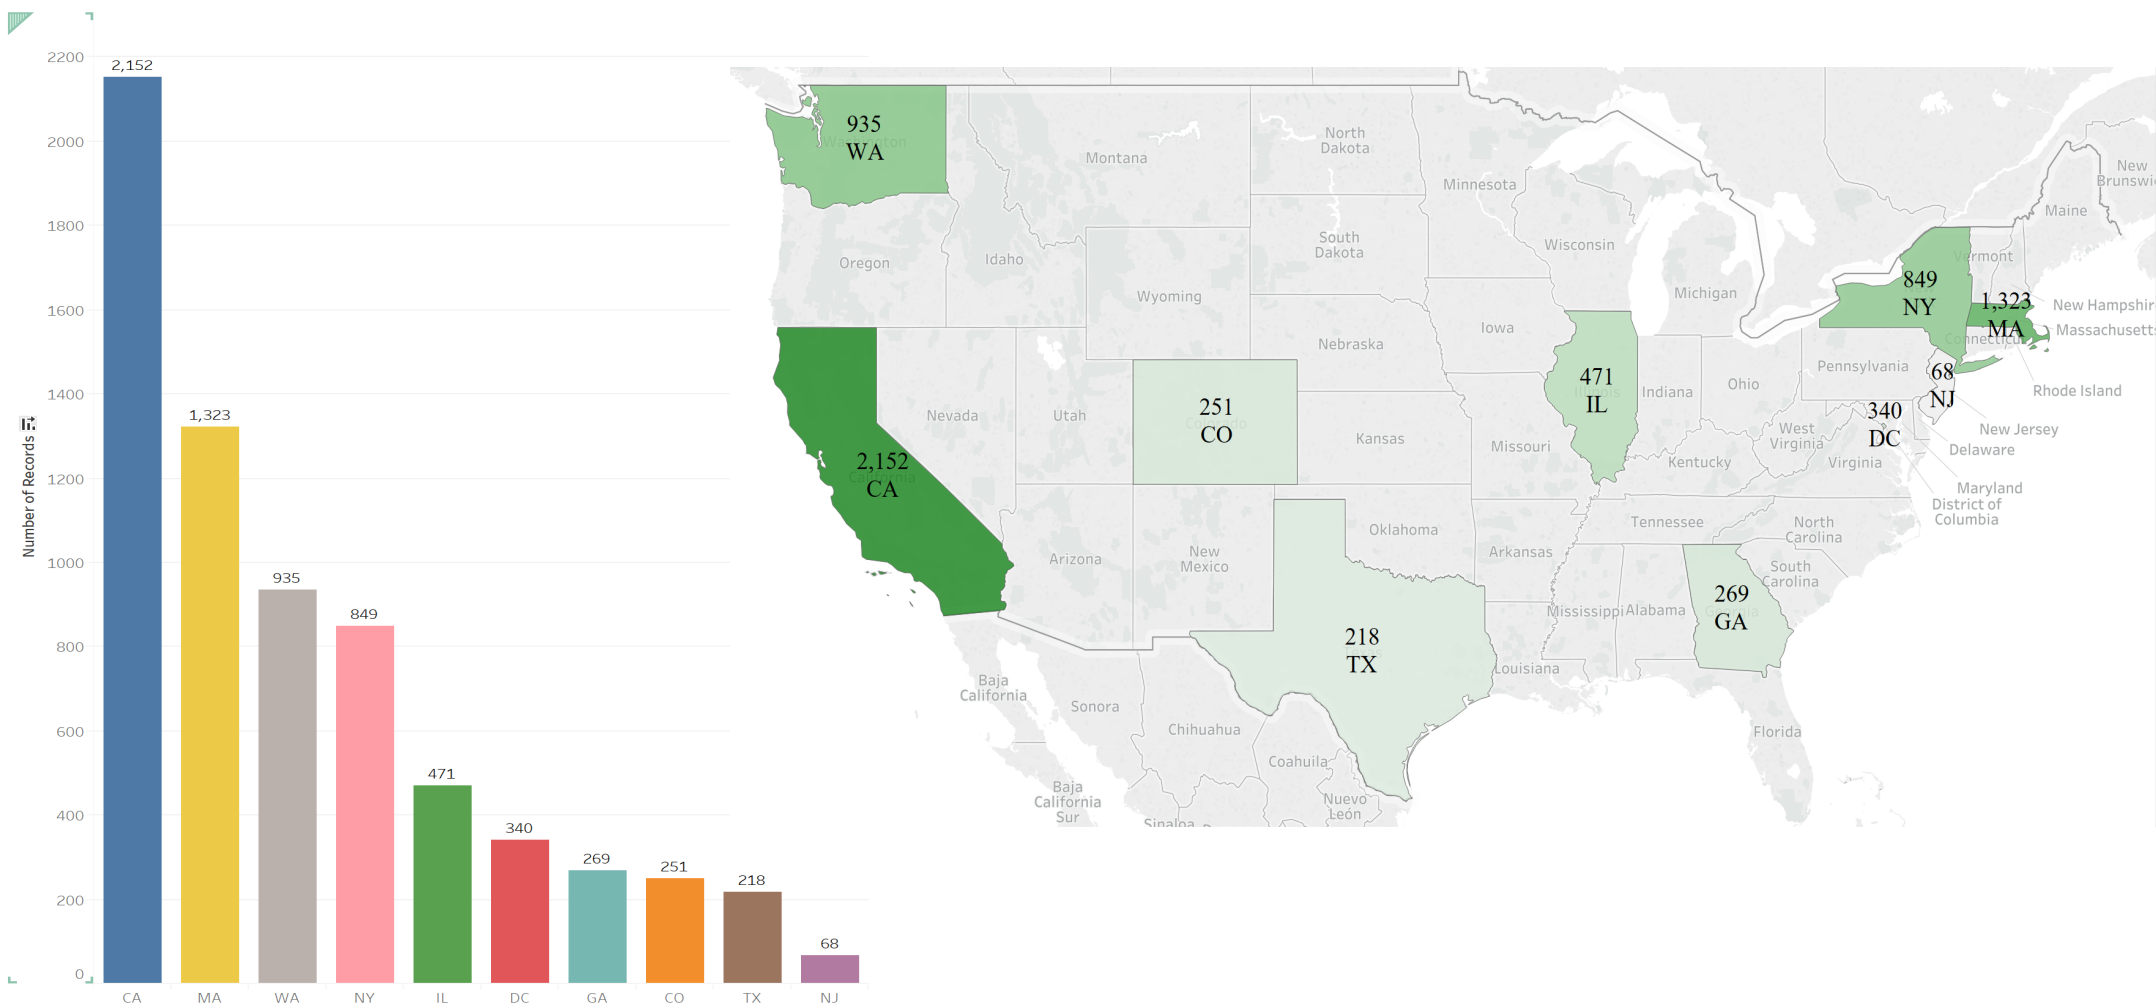 2200
2000
1800
1600
1400
1200
1000
800
600
400
200
0
Number of Records
2,152
1,323
935
849
471
340
269
251
218
68
CA
MA
WA
NY
IL
DC
GA
CO
TX
NJ
935
WA
Montana
North
Dakota
Minnesota
New
Brunswi
Maine
Oregon
Idaho
South
Dakota
Wisconsin
Vermont
Wyoming
Michigan
849
NY
1,323
MA
New Hampshir
Massachusett
Connecticu
Iowa
Nebraska
Pennsylvania
Rhode Island
471
IL
Indiana
Ohio
68
NJ
Nevada
Utah
251
CO
340
DC
New Jersey
Delaware
Kansas
Missouri
West
Virginia
Kentucky
Virginia
2,152
CA
Maryland
District of
Columbia
Oklahoma
Tennessee
North
Carolina
Arizona
New
Mexico
Arkansas
South
Carolina
269
GA
Mississippi
Alabama
218
TX
Louisiana
Baja
California
Sonora
Chihuahua
Florida
Coahuila
Baja
California
Sur
Nuevo
León
Sinaloa